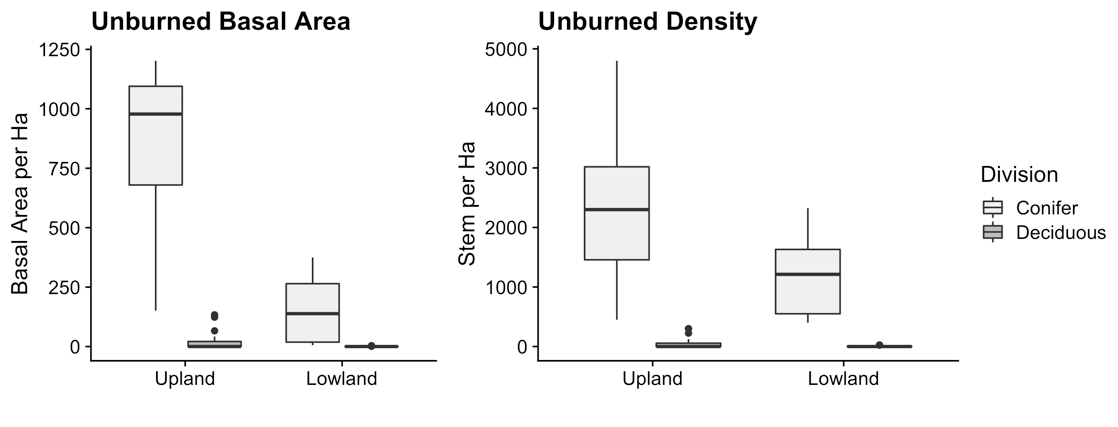 Unburned Basal Area
Basal Area per Ha
1250
1000
750
500
250
0
Upland
Lowland
Unburned Density
Stem per Ha
5000
4000
3000
2000
1000
0
Upland
Lowland
Division
Conifer
Deciduous